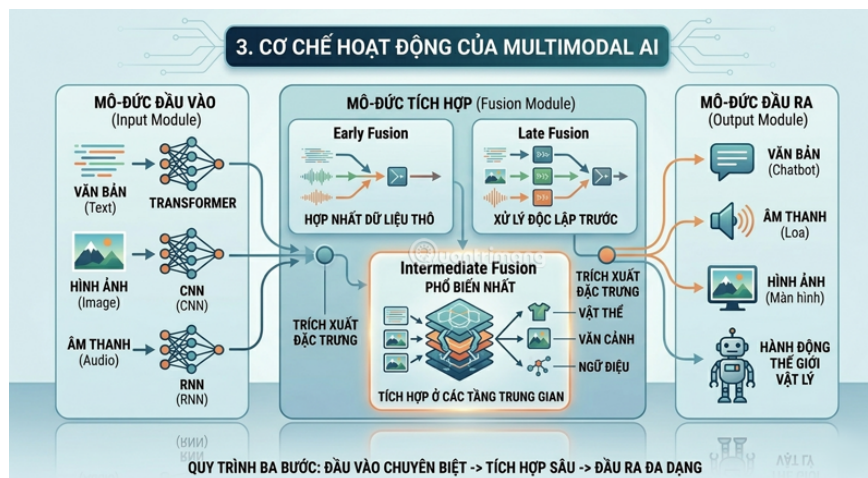 3. CƠ CHẾ HOẠT ĐỘNG CỦA MULTIMODAL AI
MÔ-ĐỨC ĐẦU VÀO
(Input Module)
VĂN BẢN
(Text)
TRANSFORMER
HÌNH ẢNH
(Image)
CNN
(CNN)
ÂM THANH
(Audio)
RNN
(RNN)
MÔ-ĐỨC TÍCH HỢP (Fusion Module)
Early Fusion
HỢP NHẤT DỮ LIỆU THÔ
Late Fusion
XỬ LÝ ĐỘC LẬP TRƯỚC
Quantrimang
TRÍCH XUẤT
ĐẶC TRƯNG
Intermediate Fusion
PHỔ BIẾN NHẤT
VẬT THỂ
VĂN CẢNH
NGỮ ĐIỆU
TÍCH HỢP Ở CÁC TẦNG TRUNG GIAN
TRÍCH XUẤT
ĐẶC TRƯNG
MÔ-ĐỨC ĐẦU RA
(Output Module)
VĂN BẢN
(Chatbot)
ÂM THANH
(Loa)
HÌNH ẢNH
(Màn hình)
HÀNH ĐỘNG
THẾ GIỚI
VẬT LÝ
QUY TRÌNH BA BƯỚC: ĐẦU VÀO CHUYÊN BIỆT -> TÍCH HỢP SÂU -> ĐẦU RA ĐA DẠNG